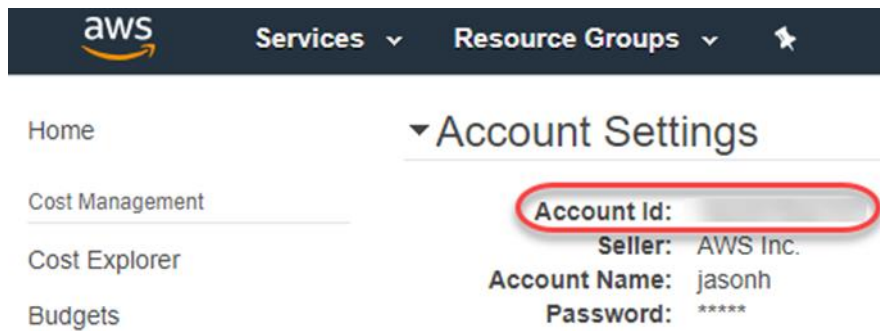 aws Services Resource Groups
Home
Cost Management
Cost Explorer
Budgets
Account Settings
Account Id:
Seller: AWS Inc.
Account Name: jasonh
Password: *****